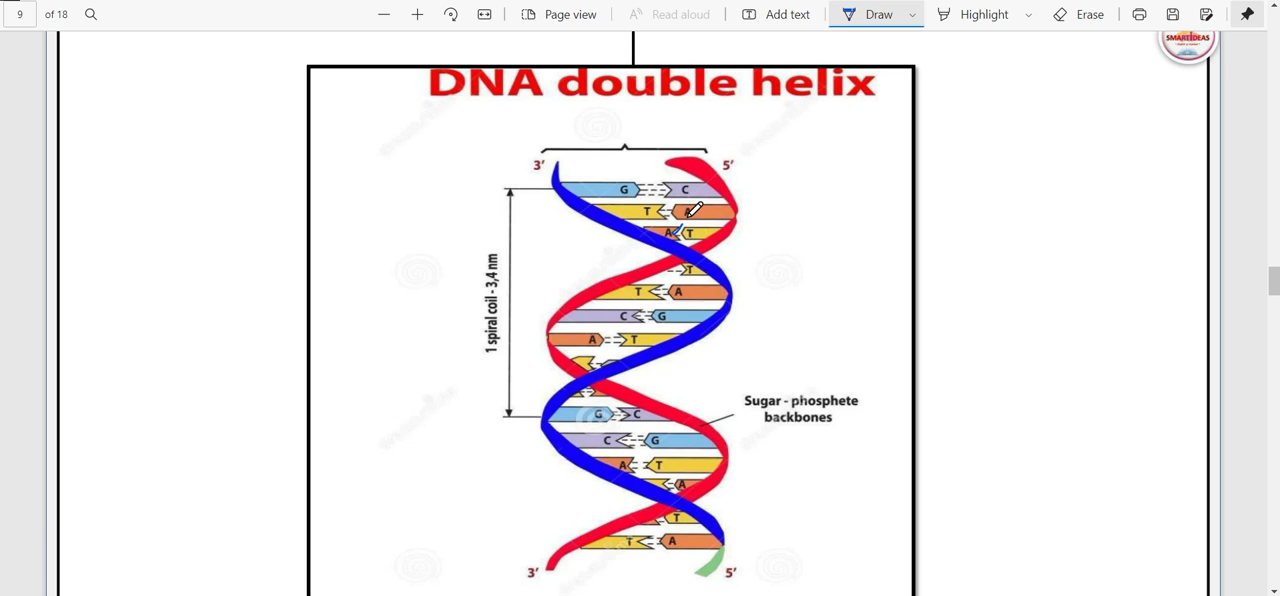 9 of 18 Page view Read aloud Add text Draw Highlight Erase
SMARTIDEAS
DNA double helix
3’ 5’
G C
T A
A T
T
T A
C G
A T
1 spiral coil - 3,4 nm
Sugar - phosphete
backbones
G C
C G
A T
A
T
T A
3’ 5’